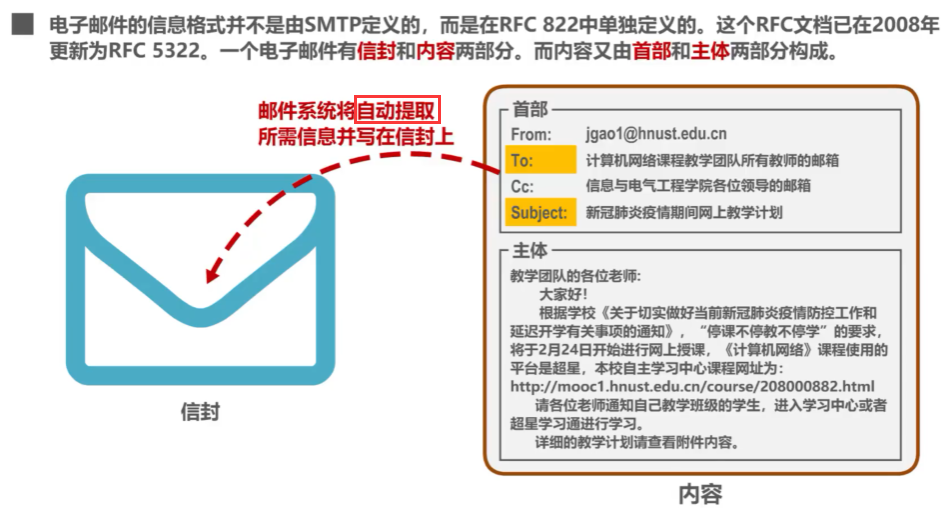 电子邮件的信息格式并不是由SMTP定义的，而是在RFC 822中单独定义的。这个RFC文档已在2008年
更新为RFC 5322。一个电子邮件有信封和内容两部分。而内容又由首部和主体两部分构成。
邮件系统将自动提取
所需信息并写在信封上
信封
首部
From: jgao1@hnust.edu.cn
To: 计算机网络课程教学团队所有教师的邮箱
Cc: 信息与电气工程学院各位领导的邮箱
Subject: 新冠肺炎疫情期间网上教学计划
主体
教学团队的各位老师:
大家好！
根据学校《关于切实做好当前新冠肺炎疫情防控工作和
延迟开学有关事项的通知》，“停课不停教不停学”的要求，
将于2月24日开始进行网上授课，《计算机网络》课程使用的
平台是超星，本校自主学习中心课程网址为：
http://mooc1.hnust.edu.cn/course/208000882.html
请各位老师通知自己教学班级的学生，进入学习中心或者
超星学习通进行学习。
详细的教学计划请查看附件内容。
内容